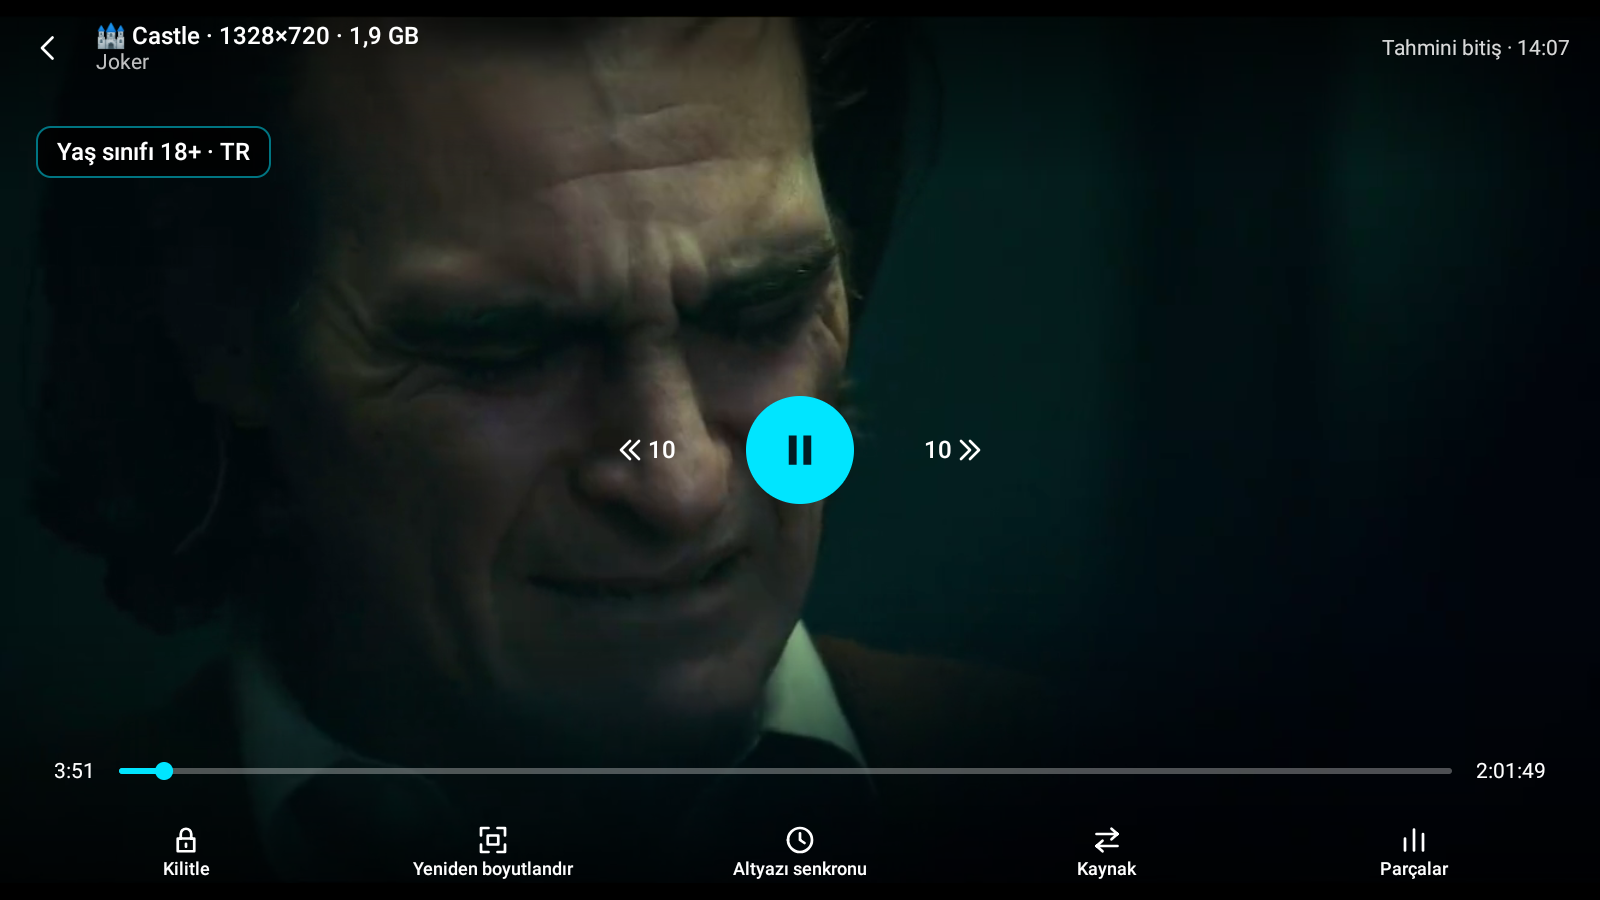 🏰 Castle · 1328×720 · 1,9 GB
Joker
Tahmini bitiş · 14:07
Yaş sınıfı 18+ · TR
10
10
3:51
2:01:49
Kilitle
Yeniden boyutlandır
Altyazı senkronu
Kaynak
Parçalar